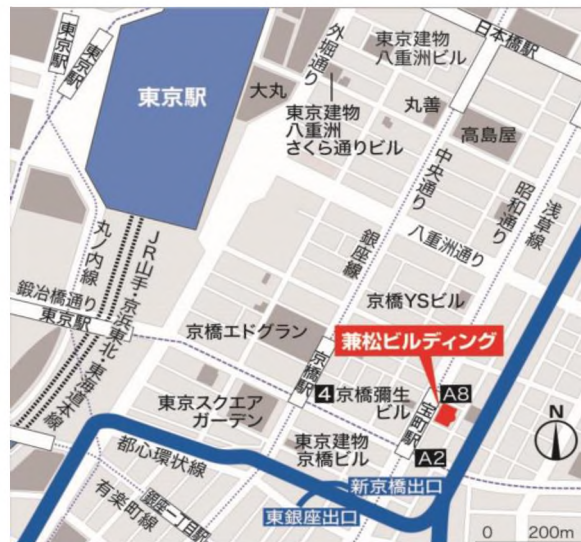 日本橋駅
東京駅
東京駅
外堀通り
東京建物
八重洲ビル
大丸
東京駅
丸善
東京建物
八重洲
さくら通りビル
高島屋
中央通り
昭和通り
浅草線
八重洲通り
銀座線
丸ノ内線
JR山手・京浜東北・東海道本線
鍛冶橋通り
東京駅
京橋YSビル
京橋エドグラン
兼松ビルディング
京橋駅
4
京橋彌生
ビル
A8
宝町駅
東京スクエア
ガーデン
東京建物
京橋ビル
A2
N
都心環状線
新京橋出口
有楽町線
銀座一丁目駅
東銀座出口
0 200m